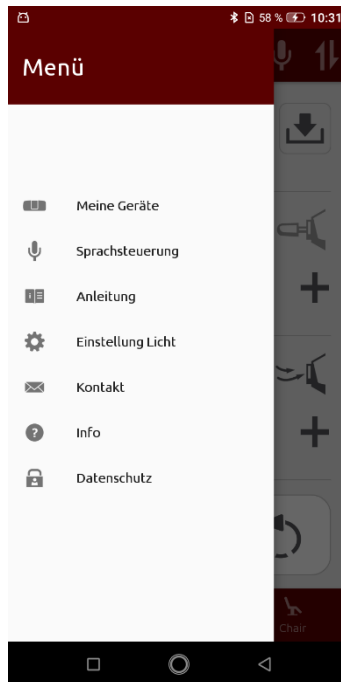 58 % 10:31
Menü
Meine Geräte
Sprachsteuerung
Anleitung
Einstellung Licht
Kontakt
Info
Datenschutz
Chair